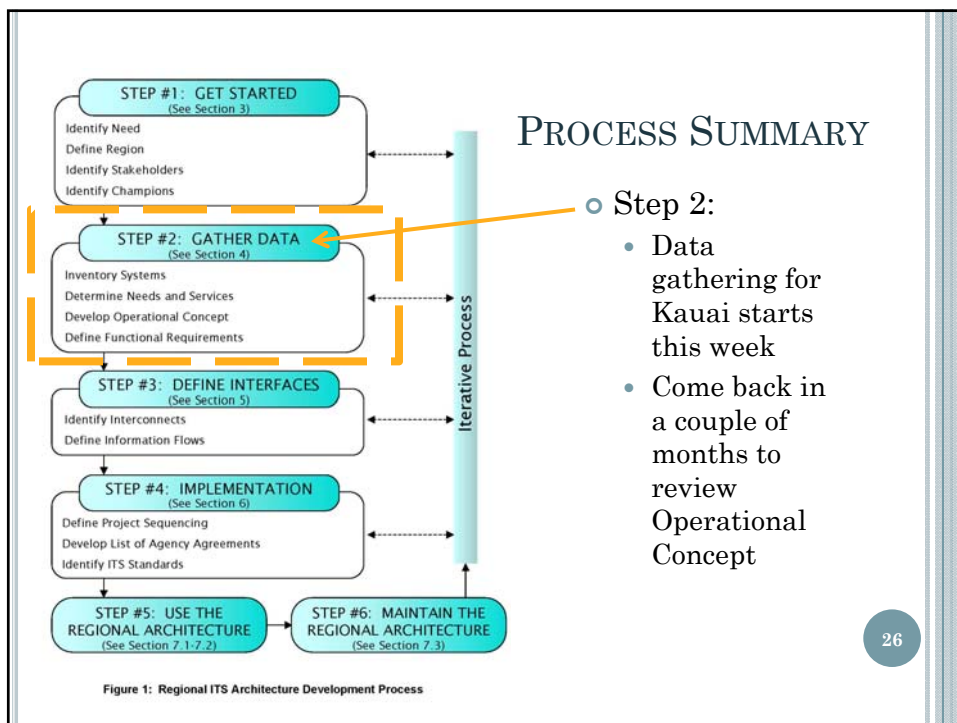 PROCESS SUMMARY
STEP #1: GET STARTED
(See Section 3)
Identify Need
Define Region
Identify Stakeholders
Identify Champions
STEP #2: GATHER DATA
(See Section 4)
Inventory Systems
Determine Needs and Services
Develop Operational Concept
Define Functional Requirements
STEP #3: DEFINE INTERFACES
(See Section 5)
Identify Interconnects
Define Information Flows
STEP #4: IMPLEMENTATION
(See Section 6)
Define Project Sequencing
Develop List of Agency Agreements
Identify ITS Standards
STEP #5: USE THE
REGIONAL ARCHITECTURE
(See Section 7.1-7.2)
STEP #6: MAINTAIN THE
REGIONAL ARCHITECTURE
(See Section 7.3)
Iterative Process
Figure 1: Regional ITS Architecture Development Process
Step 2:
• Data
gathering for
Kauai starts
this week
• Come back in
a couple of
months to
review
Operational
Concept
26